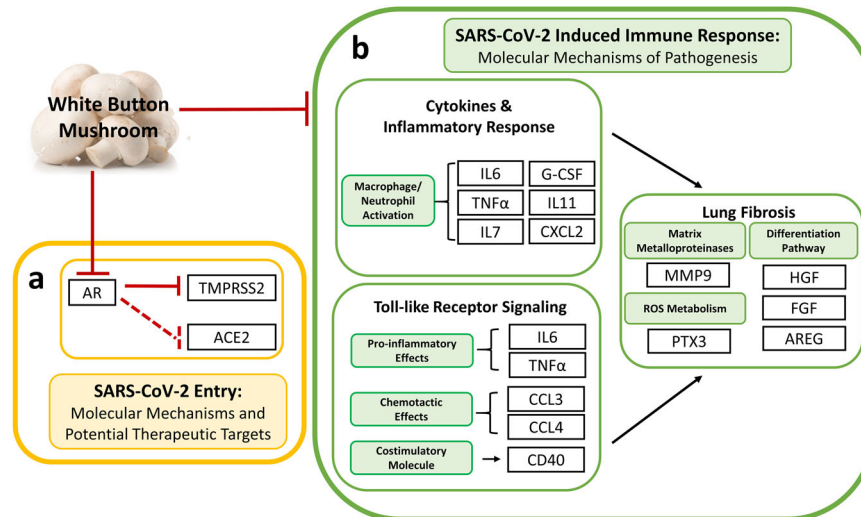 White Button
Mushroom
a
AR
TMPRSS2
ACE2
SARS-CoV-2 Entry:
Molecular Mechanisms and
Potential Therapeutic Targets
b
SARS-CoV-2 Induced Immune Response:
Molecular Mechanisms of Pathogenesis
Cytokines &
Inflammatory Response
Macrophage/
Neutrophil
Activation
IL6
G-CSF
TNFα
IL11
IL7
CXCL2
Toll-like Receptor Signaling
Pro-inflammatory
Effects
IL6
TNFα
Chemotactic
Effects
CCL3
CCL4
Costimulatory
Molecule
CD40
Lung Fibrosis
Matrix
Metalloproteinases
MMP9
ROS Metabolism
PTX3
Differentiation
Pathway
HGF
FGF
AREG